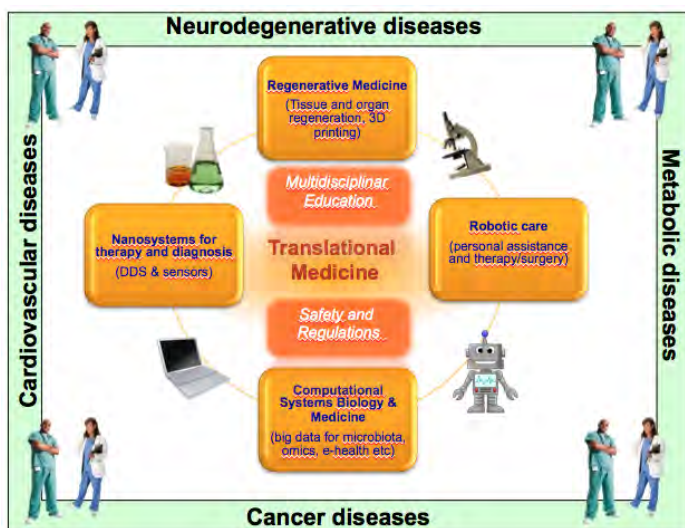 Neurodegenerative diseases
Regenerative Medicine
(Tissue and organ
regeneration, 3D
printing)
Cardiovascular diseases
Metabolic diseases
Multidisciplinar
Education
Nanosystems for
therapy and diagnosis
(DDS & sensors)
Translational
Medicine
Robotic care
(personal assistance
and therapy/surgery)
Safety and
Regulations
Computational
Systems Biology &
Medicine
(big data for microbiota,
omics, e-health etc)
Cancer diseases